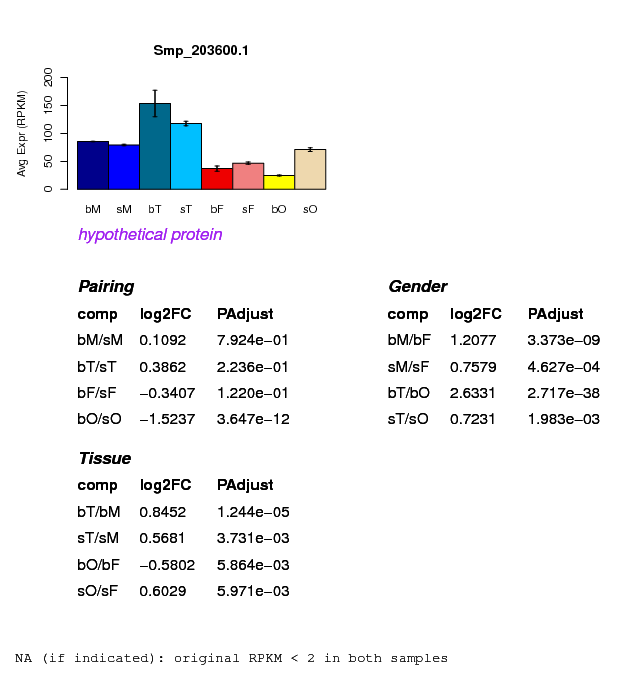 Smp_203600.1
Avg Expr (RPKM)
200
150
100
50
0
bM sM bT sT bF sF bO sO
hypothetical protein
Pairing
comp log2FC PAdjust
bM/sM 0.1092 7.924e−01
bT/sT 0.3862 2.236e−01
bF/sF −0.3407 1.220e−01
bO/sO −1.5237 3.647e−12
Gender
comp log2FC PAdjust
bM/bF 1.2077 3.373e−09
sM/sF 0.7579 4.627e−04
bT/bO 2.6331 2.717e−38
sT/sO 0.7231 1.983e−03
Tissue
comp log2FC PAdjust
bT/bM 0.8452 1.244e−05
sT/sM 0.5681 3.731e−03
bO/bF −0.5802 5.864e−03
sO/sF 0.6029 5.971e−03
NA (if indicated): original RPKM < 2 in both samples